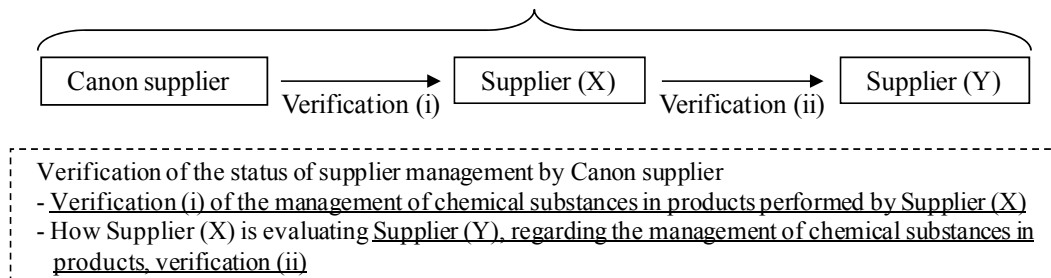 Canon supplier
Verification (i)
Supplier (X)
Verification (ii)
Supplier (Y)
Verification of the status of supplier management by Canon supplier
- Verification (i) of the management of chemical substances in products performed by Supplier (X)
- How Supplier (X) is evaluating Supplier (Y), regarding the management of chemical substances in
products, verification (ii)